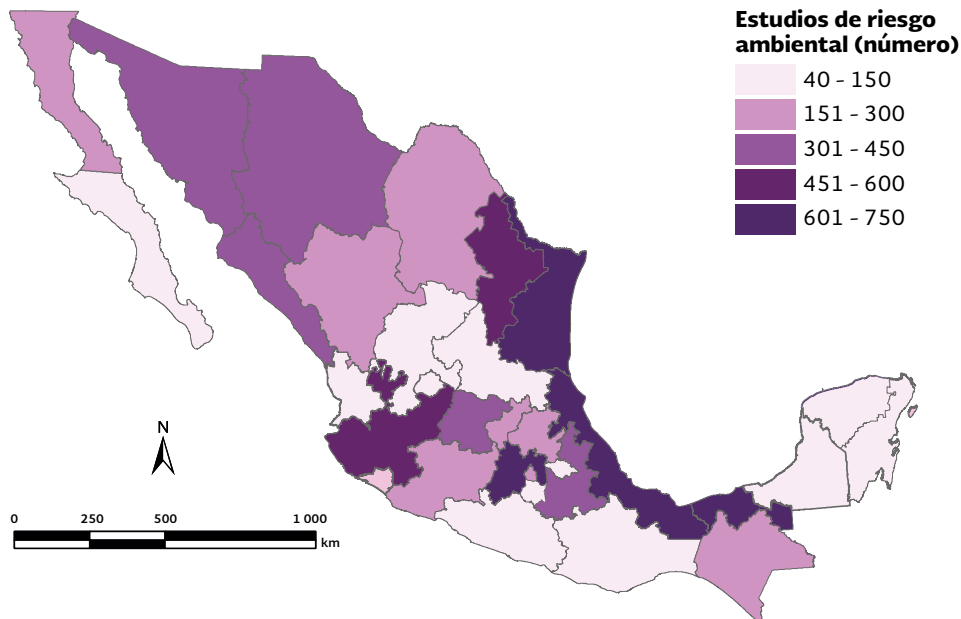 Estudios de riesgo
ambiental (número)
40 - 150
151 - 300
301 - 450
451 - 600
601 - 750
N
0 250 500 1 000
km